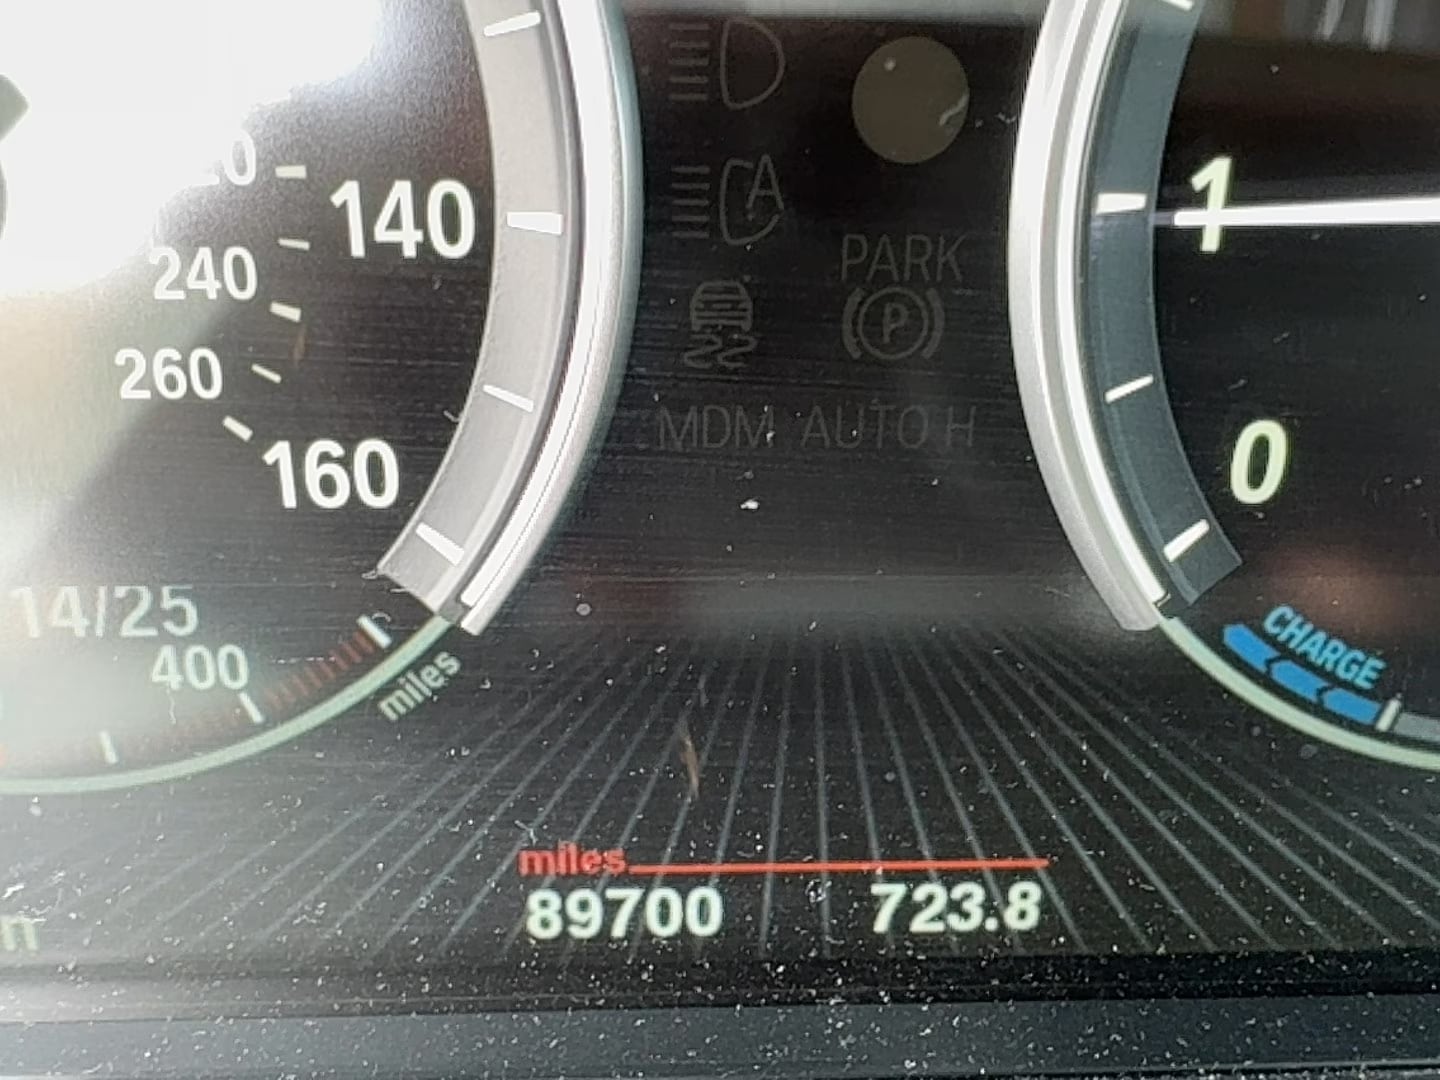 A
140
1
240
PARK
P
260
160
MDM
AUTO H
0
14/25
400
miles
CHARGE
miles
89700
723.8